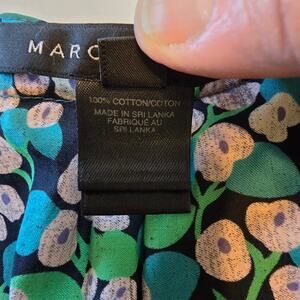 MARC
100% COTTON/COTON
MADE IN SRI LANKA
FABRIQUÉ AU
SRI LANKA